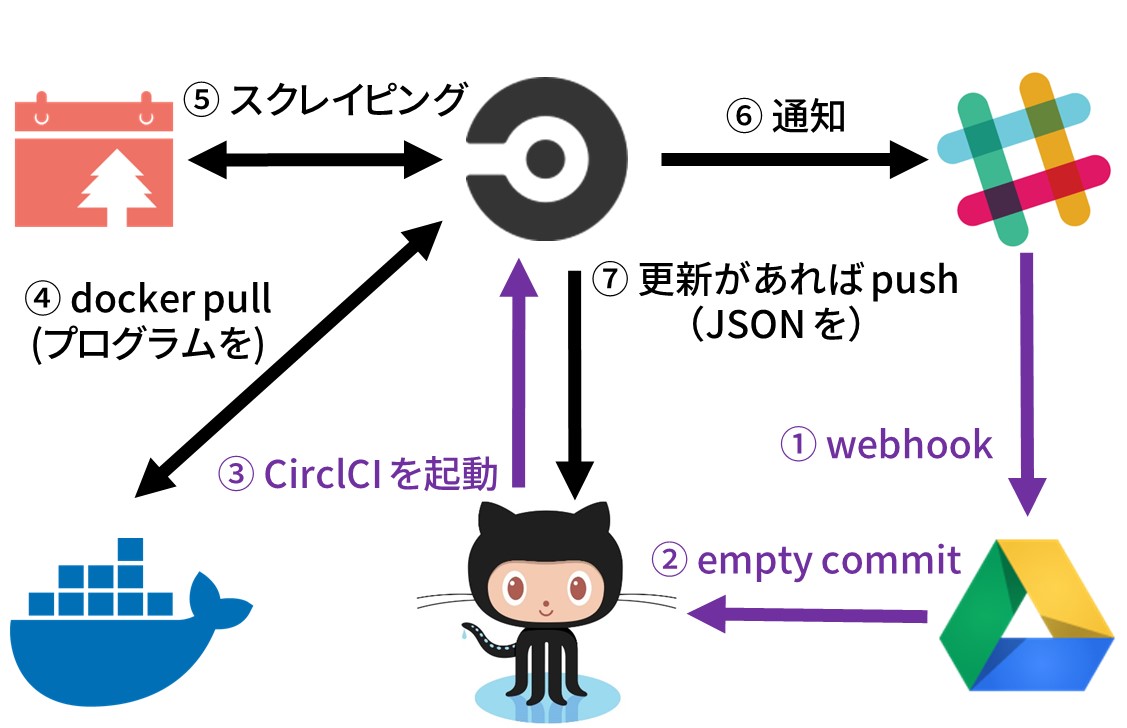 ⑤ スクレイピング
⑥ 通知
④ docker pull
(プログラムを)
⑦ 更新があれば push
（JSON を）
① webhook
③ CirclCI を起動
② empty commit